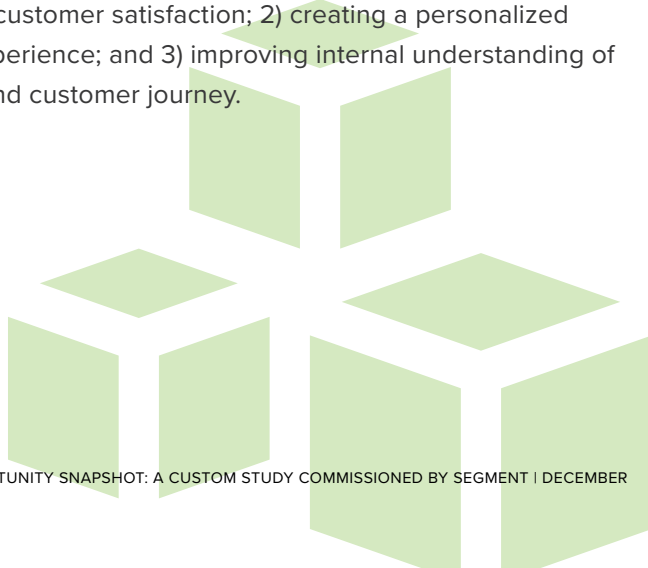 customer satisfaction; 2) creating a personalized
perience; and 3) improving internal understanding of
nd customer journey.
TUNITY SNAPSHOT: A CUSTOM STUDY COMMISSIONED BY SEGMENT | DECEMBER